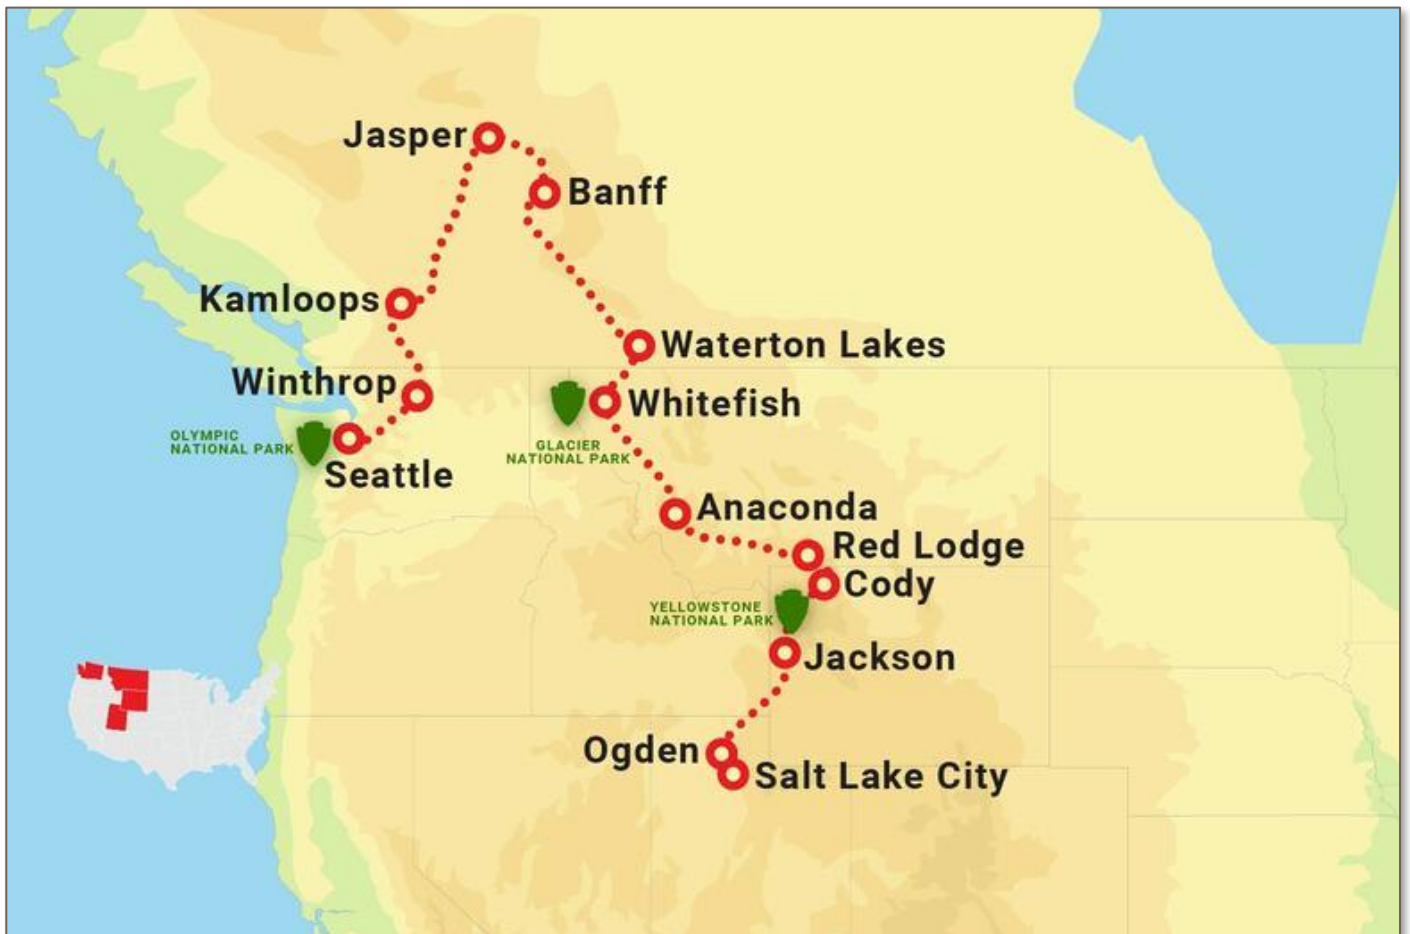 Jasper
Banff
Kamloops
Waterton Lakes
Winthrop
Whitefish
OLYMPIC
NATIONAL PARK
Seattle
GLACIER
NATIONAL PARK
Anaconda
Red Lodge
Cody
YELLOWSTONE
NATIONAL PARK
Jackson
Ogden
Salt Lake City